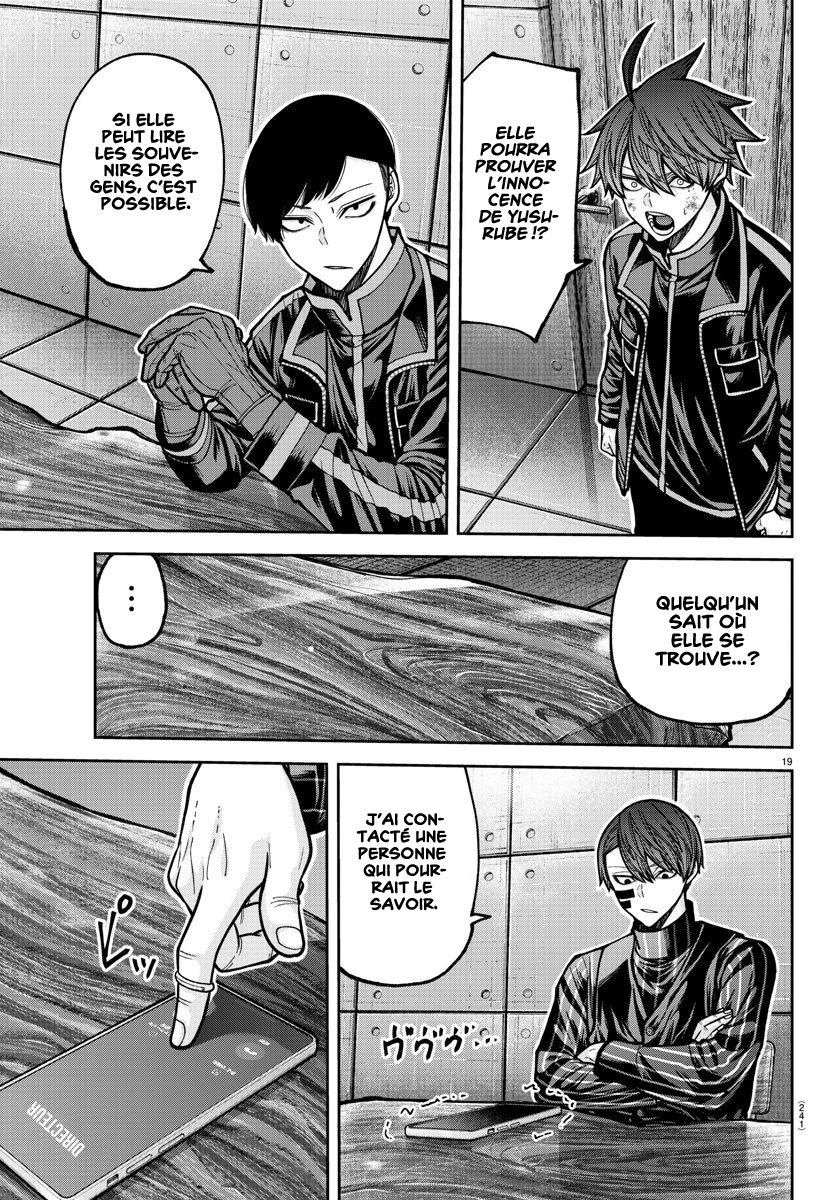 ELLE
POURRA
PROUVER
L'INNO-
CENCE
DE YUSU-
RUBE !?
SI ELLE
PEUT LIRE
LES SOUVE-
NIRS DES
GENS, C'EST
POSSIBLE.
QUELQU'UN
SAIT OÙ
ELLE SE
TROUVE...?
...
19
J'AI CON-
TACTÉ UNE
PERSONNE
QUI POUR-
RAIT LE
SAVOIR.
ヴヴヴ
(241)
DIRECTEUR